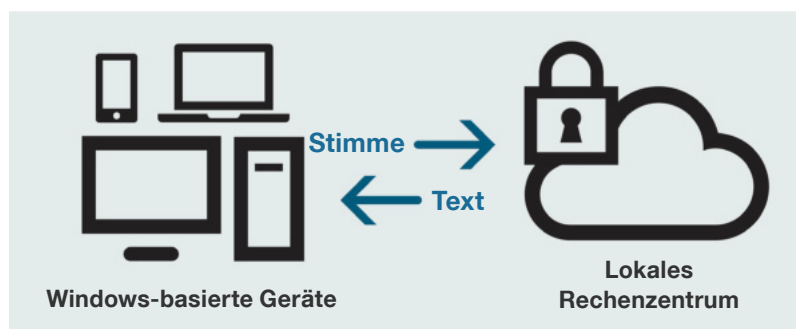 Stimme
Text
Windows-basierte Geräte
Lokales
Rechenzentrum